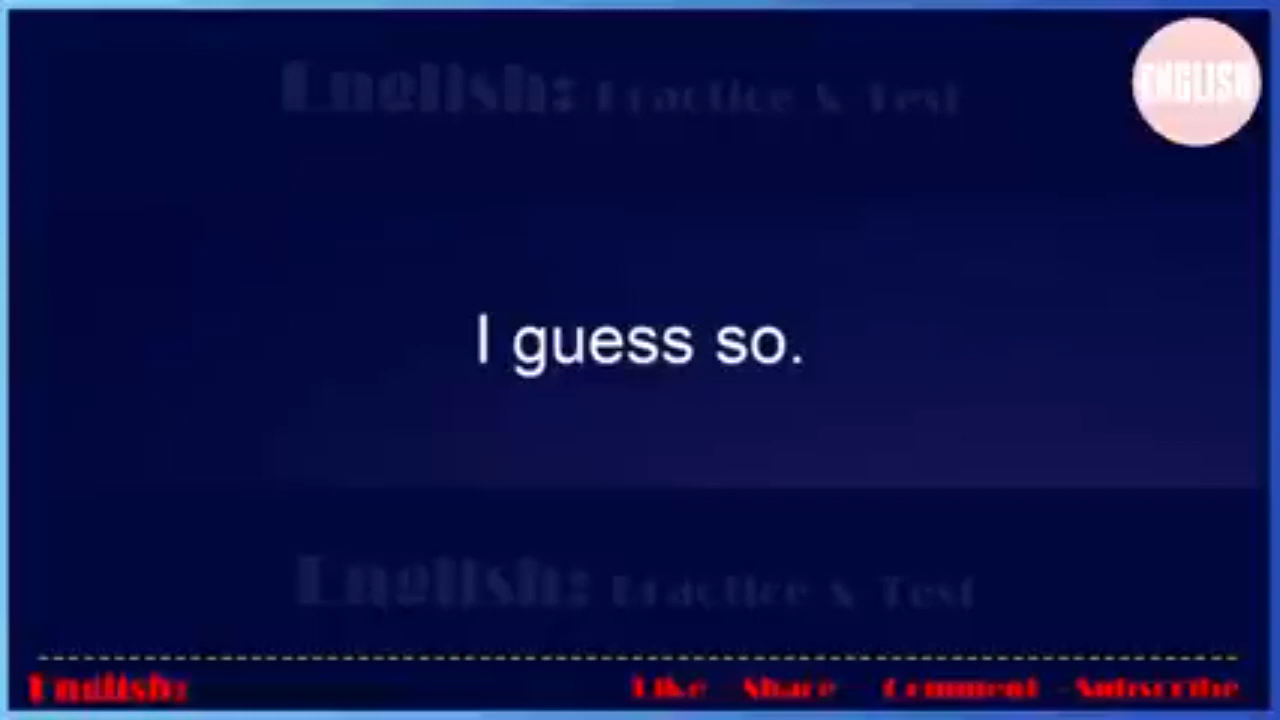 English: Practice & Test
ENGLISH
I guess so.
English: Practice & Test
English:
Like - Share - Comment - Subscribe